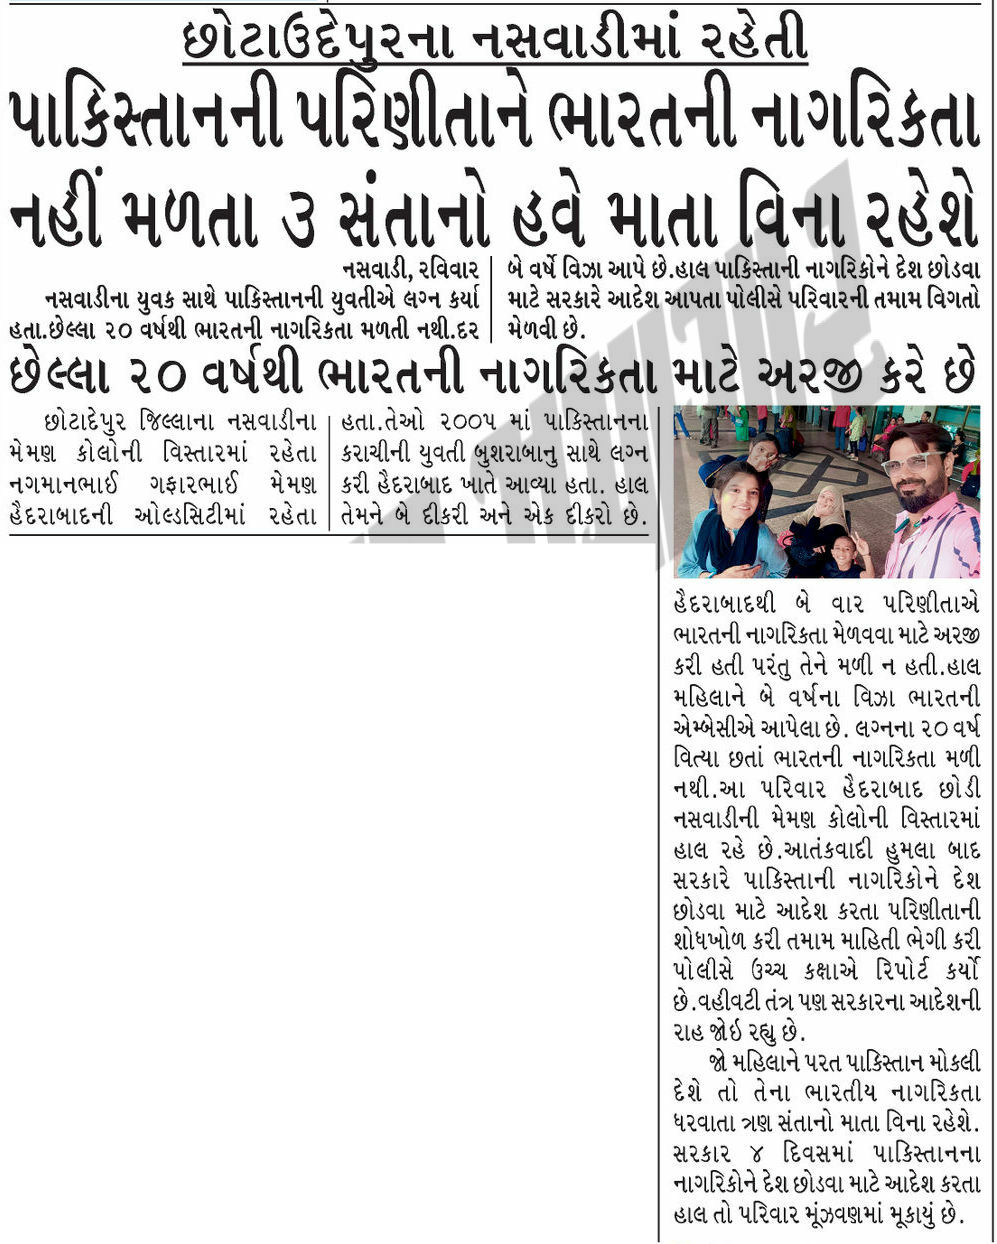 છોટાઉદેપુરના નસવાડીમાં રહેતી
પાકિસ્તાનની પરિણીતાને ભારતની નાગરિકતા
નહીં મળતા ૩ સંતાનો હવે માતા વિના રહેશે
નસવાડી, રવિવાર
નસવાડીના યુવક સાથે પાકિસ્તાનની યુવતીએ લગ્ન કર્યા
હતા.છેલ્લા ૨૦ વર્ષથી ભારતની નાગરિકતા મળતી નથી.દર
બે વર્ષે વિઝા આપે છે.હાલ પાકિસ્તાની નાગરિકોને દેશ છોડવા
માટે સરકારે આદેશ આપતા પોલીસે પરિવારની તમામ વિગતો
મેળવી છે.
છેલ્લા ૨૦ વર્ષથી ભારતની નાગરિકતા માટે અરજી કરે છે
છોટાદેપુર જિલ્લાના નસવાડીના
મેમણ કોલોની વિસ્તારમાં રહેતા
નગમાનભાઈ ગફારભાઈ મેમણ
હૈદરાબાદની ઓલ્ડસિટીમાં રહેતા
હતા.તેઓ ૨૦૦૫ માં પાકિસ્તાનના
કરાચીની યુવતી બુશરાબાનુ સાથે લગ્ન
કરી હૈદરાબાદ ખાતે આવ્યા હતા. હાલ
તેમને બે દીકરી અને એક દીકરો છે.
હૈદરાબાદથી બે વાર પરિણીતાએ
ભારતની નાગરિકતા મેળવવા માટે અરજી
કરી હતી પરંતુ તેને મળી ન હતી.હાલ
મહિલાને બે વર્ષના વિઝા ભારતની
એમ્બેસીએ આપેલા છે. લગ્નના ૨૦ વર્ષ
વિત્યા છતાં ભારતની નાગરિકતા મળી
નથી.આ પરિવાર હૈદરાબાદ છોડી
નસવાડીની મેમણ કોલોની વિસ્તારમાં
હાલ રહે છે.આતંકવાદી હુમલા બાદ
સરકારે પાકિસ્તાની નાગરિકોને દેશ
છોડવા માટે આદેશ કરતા પરિણીતાની
શોધખોળ કરી તમામ માહિતી ભેગી કરી
પોલીસે ઉચ્ચ કક્ષાએ રિપોર્ટ કર્યો
છે.વહીવટી તંત્ર પણ સરકારના આદેશની
રાહ જોઇ રહ્યુ છે.
જો મહિલાને પરત પાકિસ્તાન મોકલી
દેશે તો તેના ભારતીય નાગરિકતા
ધરવાતા ત્રણ સંતાનો માતા વિના રહેશે.
સરકાર ૪ દિવસમાં પાકિસ્તાનના
નાગરિકોને દેશ છોડવા માટે આદેશ કરતા
હાલ તો પરિવાર મૂંઝવણમાં મૂકાયું છે.